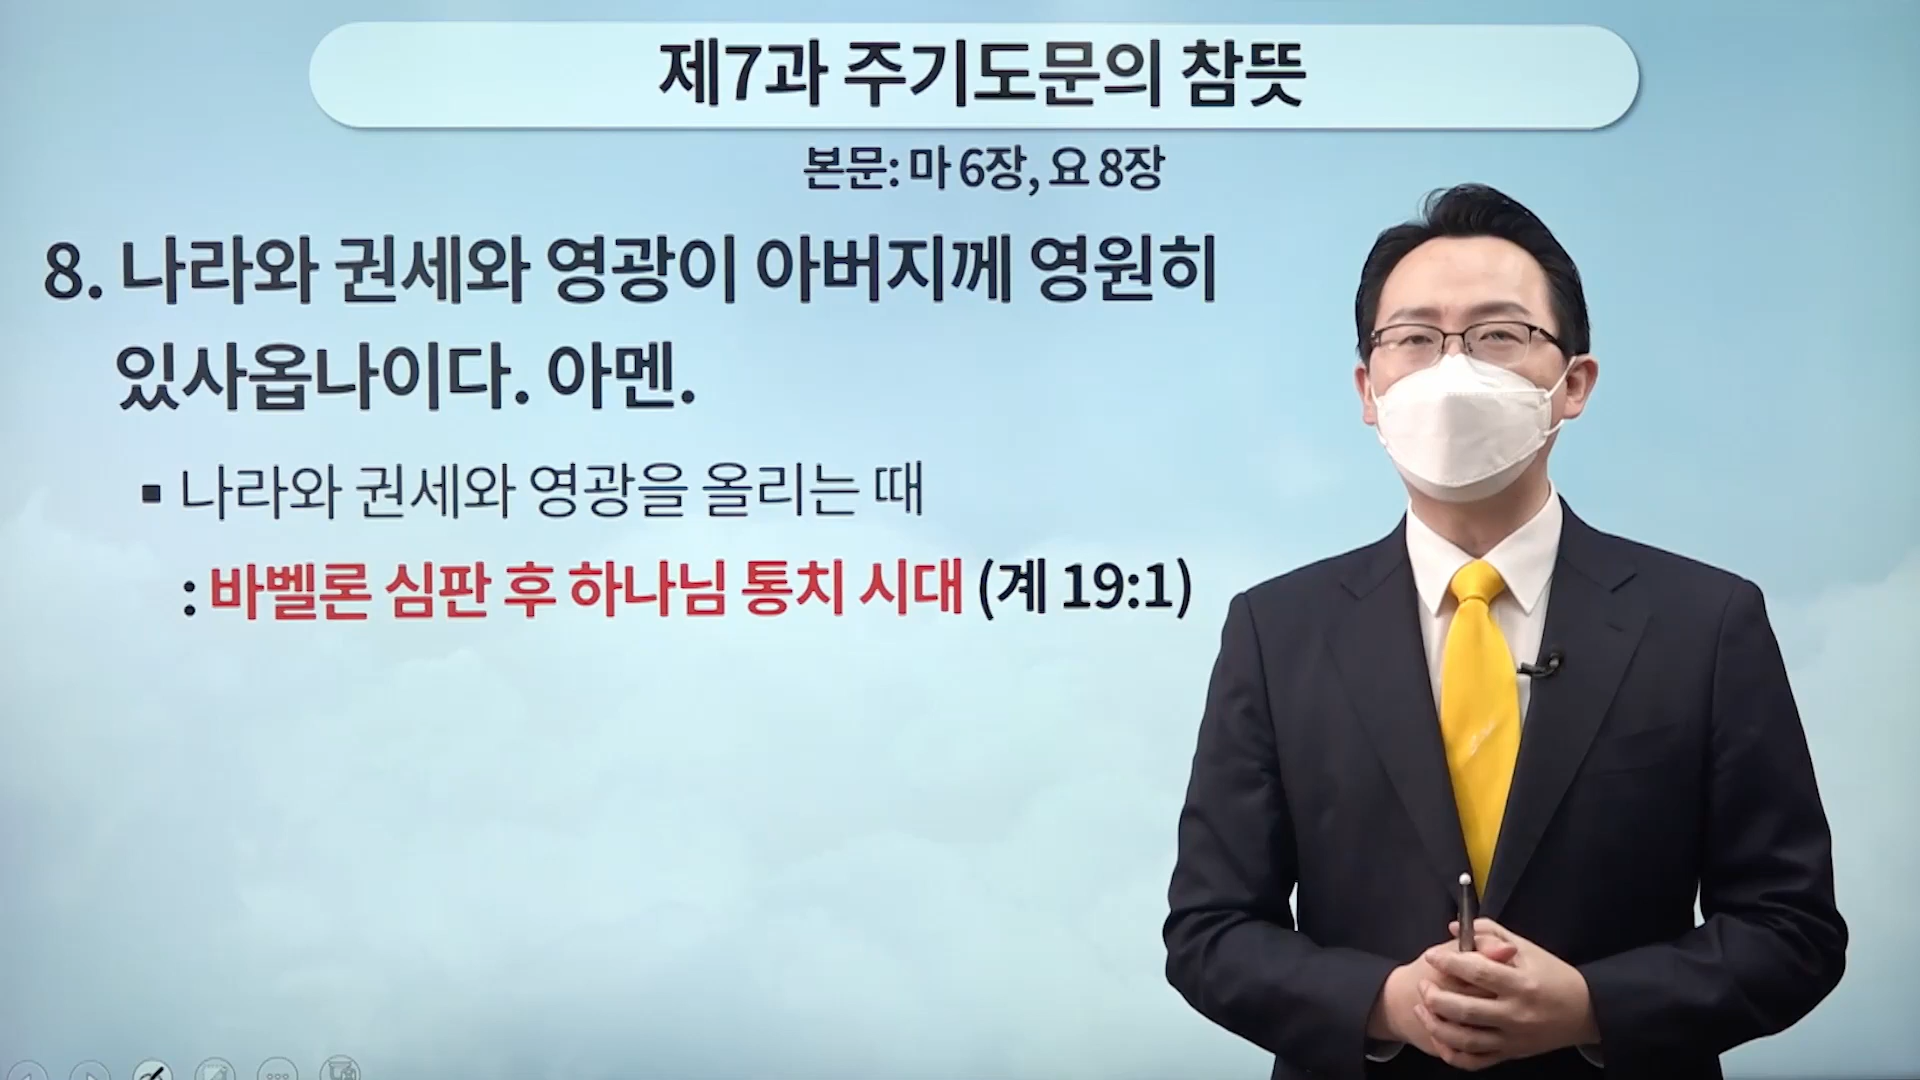 제7과 주기도문의 참뜻
본문: 마 6장, 요 8장
8. 나라와 권세와 영광이 아버지께 영원히
있사옵나이다. 아멘.
▪ 나라와 권세와 영광을 올리는 때
: 바벨론 심판 후 하나님 통치 시대 (계 19:1)